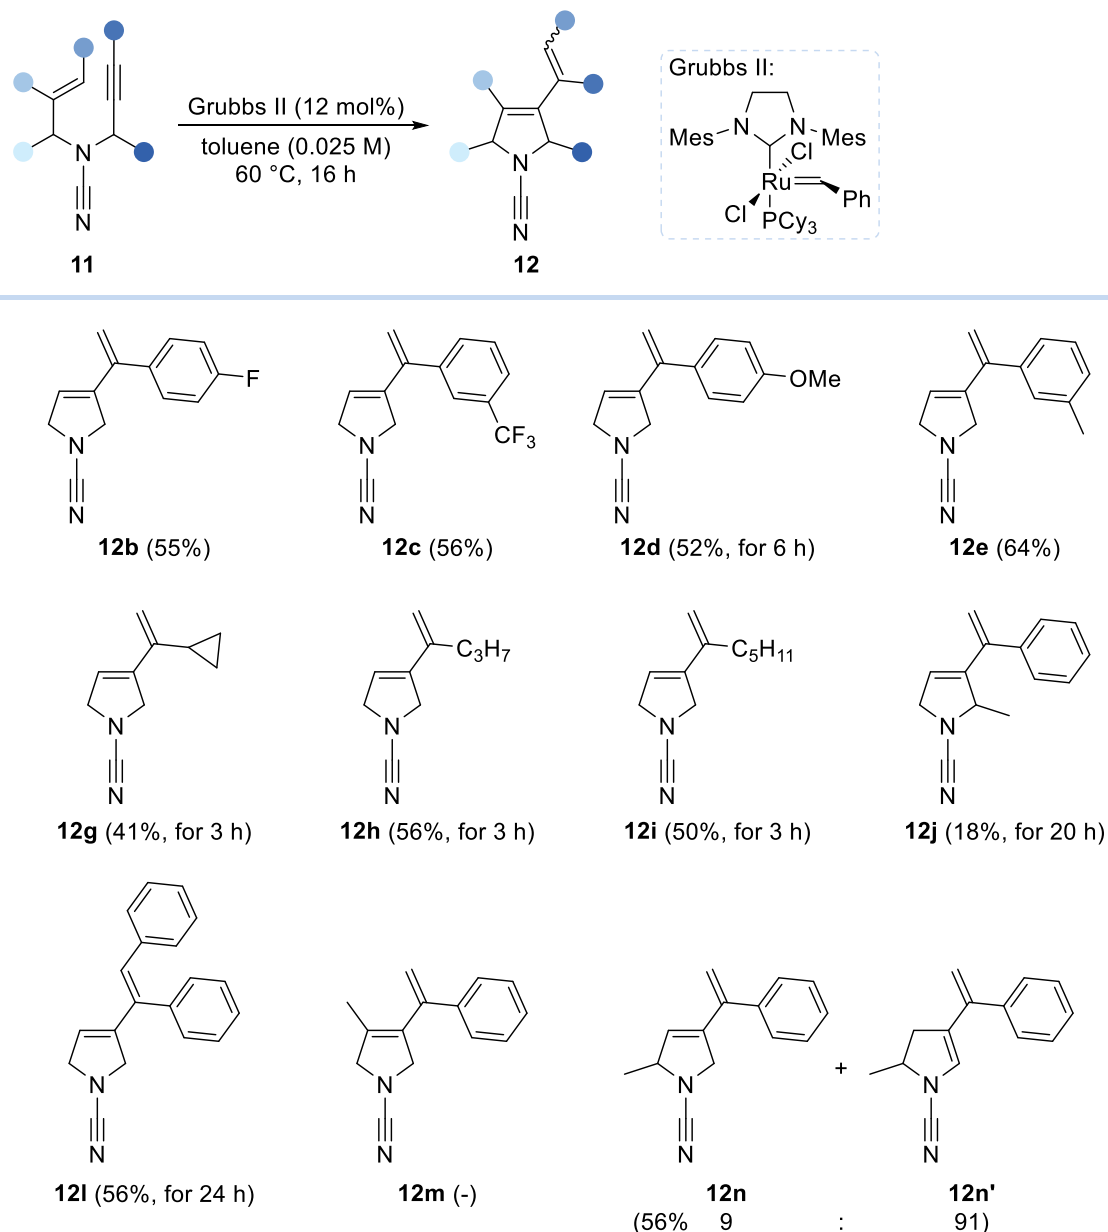 Grubbs II (12 mol%)
toluene (0.025 M)
60 °C, 16 h
N
N
11
N
N
12
Grubbs II:
Mes
N
N
Mes
Cl
Ru
Ph
Cl
PCy₃
F
N
N
12b (55%)
CF₃
N
N
12c (56%)
OMe
N
N
12d (52%, for 6 h)
N
N
12e (64%)
N
N
12g (41%, for 3 h)
C₃H₇
N
N
12h (56%, for 3 h)
C₅H₁₁
N
N
12i (50%, for 3 h)
N
N
12j (18%, for 20 h)
N
N
12l (56%, for 24 h)
N
N
12m (-)
N
N
12n
+
N
N
12n'
(56% 9 : 91)